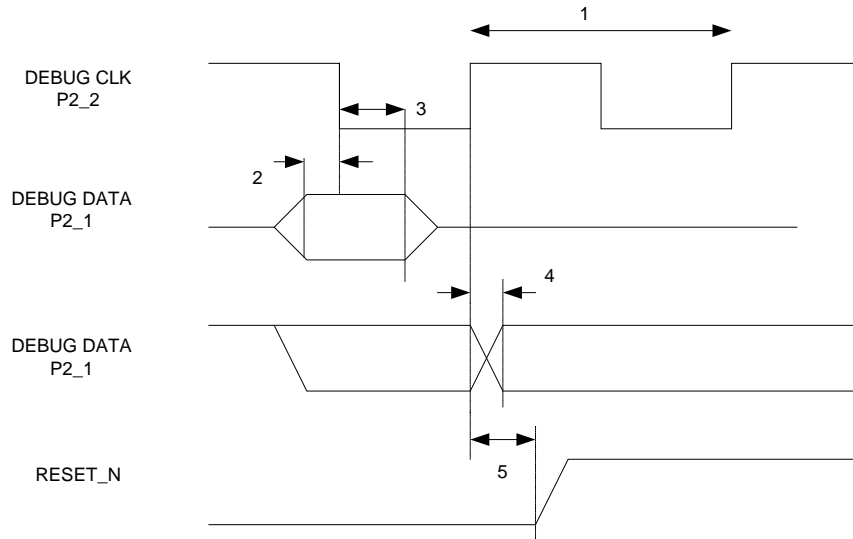 1
DEBUG CLK
P2_2
3
2
DEBUG DATA
P2_1
4
DEBUG DATA
P2_1
5
RESET_N